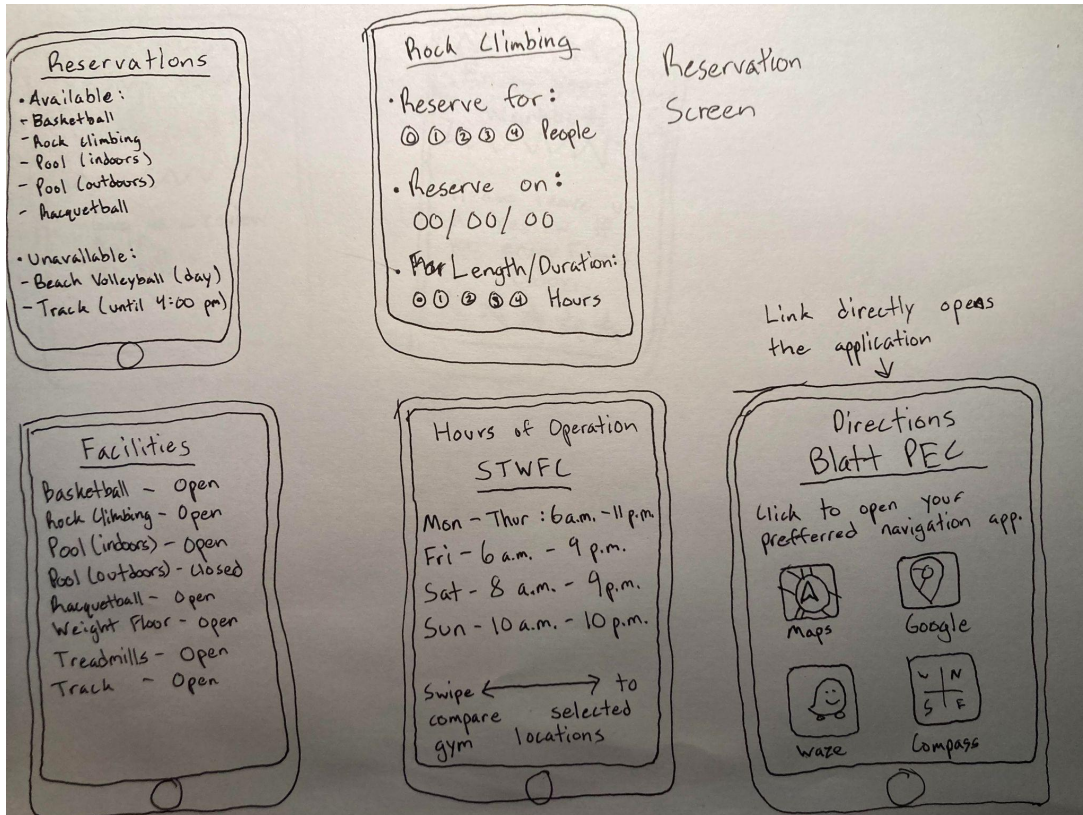 Reservations
• Available:
- Basketball
- Rock climbing
- Pool (indoors)
- Pool (outdours)
- Racquetball
• Unavailable:
- Beach Volleyball (day)
- Track (until 4:00 pm)
Rock Climbing
• Reserve for:
0 1 2 3 4 People
• Reserve on:
00/00/00
• Length/Duration:
0 1 2 3 4 Hours
Reservation
Screen
Facilities
Basketball - Open
Rock Climbing - Open
Pool (indoors) - Open
Pool (outdoors) - Closed
Racquetball - Open
Weight Floor - Open
Treadmills - Open
Track - Open
Hours of Operation
STWFC
Mon - Thur : 6 a.m. - 11 p.m
Fri - 6 a.m. - 9 p.m.
Sat - 8 a.m. - 9 p.m.
Sun - 10 a.m. - 10 p.m.
Swipe ⟷ to
compare selected
gym locations
Link directly opens
the application
Directions
Blatt PEC
Click to open your
prefferred navigation app.
Maps
Google
Waze
W N
S E
Compass